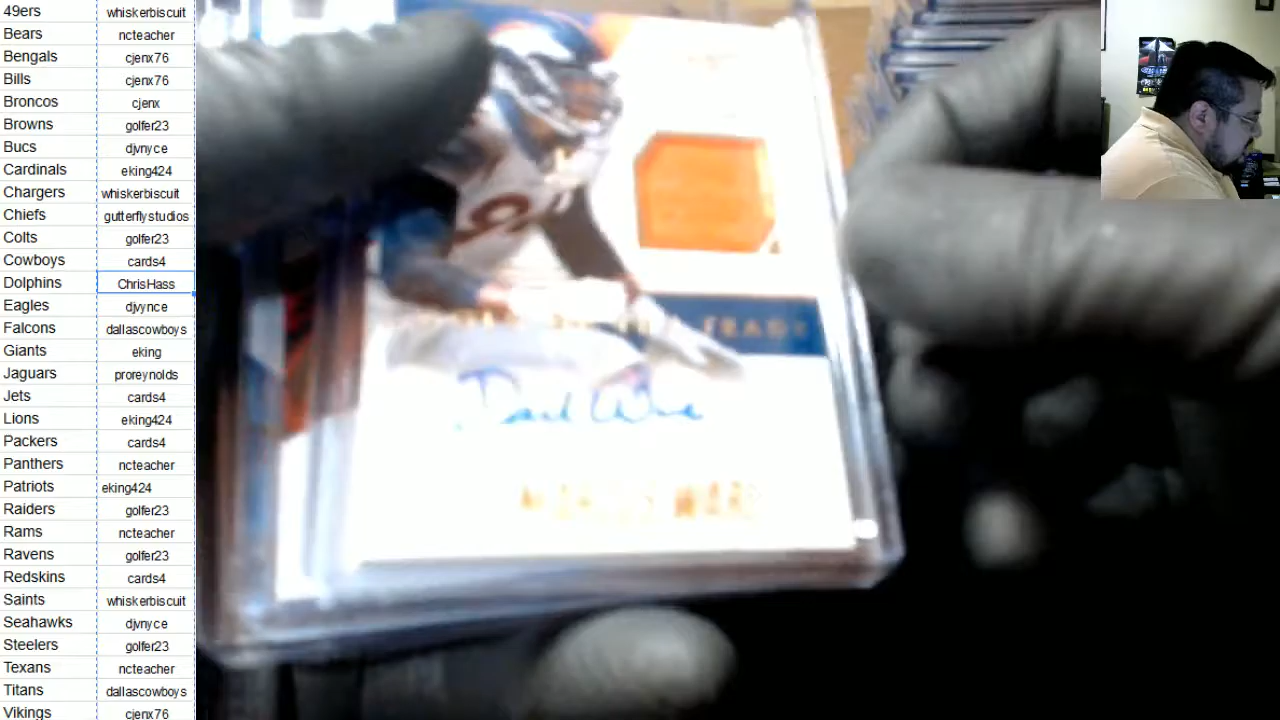 49ers whiskerbiscuit
Bears ncteacher
Bengals cjenx76
Bills cjenx76
Broncos cjenx
Browns golfer23
Bucs djvnyce
Cardinals eking424
Chargers whiskerbiscuit
Chiefs gutterflystudios
Colts golfer23
Cowboys cards4
Dolphins ChrisHass
Eagles djvynce
Falcons dallascowboys
Giants eking
Jaguars proreynolds
Jets cards4
Lions eking424
Packers cards4
Panthers ncteacher
Patriots eking424
Raiders golfer23
Rams ncteacher
Ravens golfer23
Redskins cards4
Saints whiskerbiscuit
Seahawks djvnyce
Steelers golfer23
Texans ncteacher
Titans dallascowboys
Vikings cjenx76
WARE